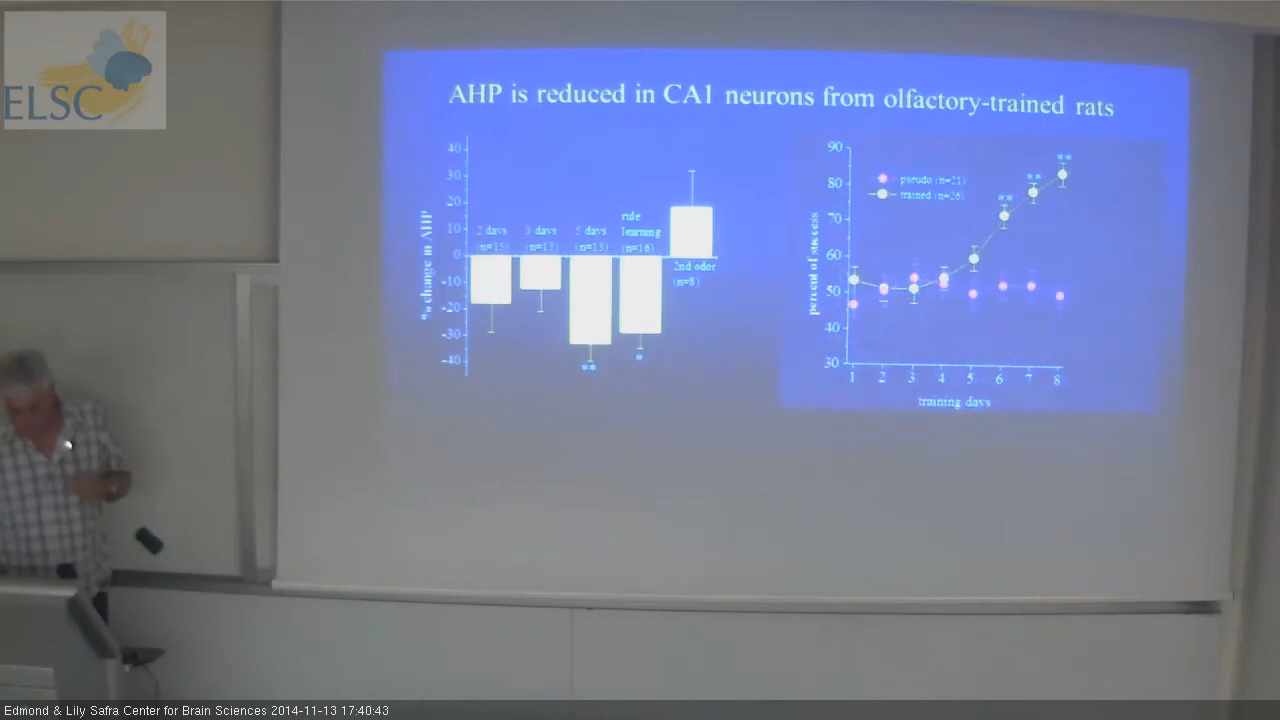 ELSC
AHP is reduced in CA1 neurons from olfactory-trained rats
40
30
20
10
0
-10
-20
-30
-40
% change in AHP
2 days
(n=15)
3 days
(n=13)
5 days
(n=13)
rule
learning
(n=16)
2nd odor
(n=8)
**
*
90
80
70
60
50
40
30
percent of success
pseudo (n=21)
trained (n=26)
**
**
**
1 2 3 4 5 6 7 8
training days
Edmond & Lily Safra Center for Brain Sciences 2014-11-13 17:40:43